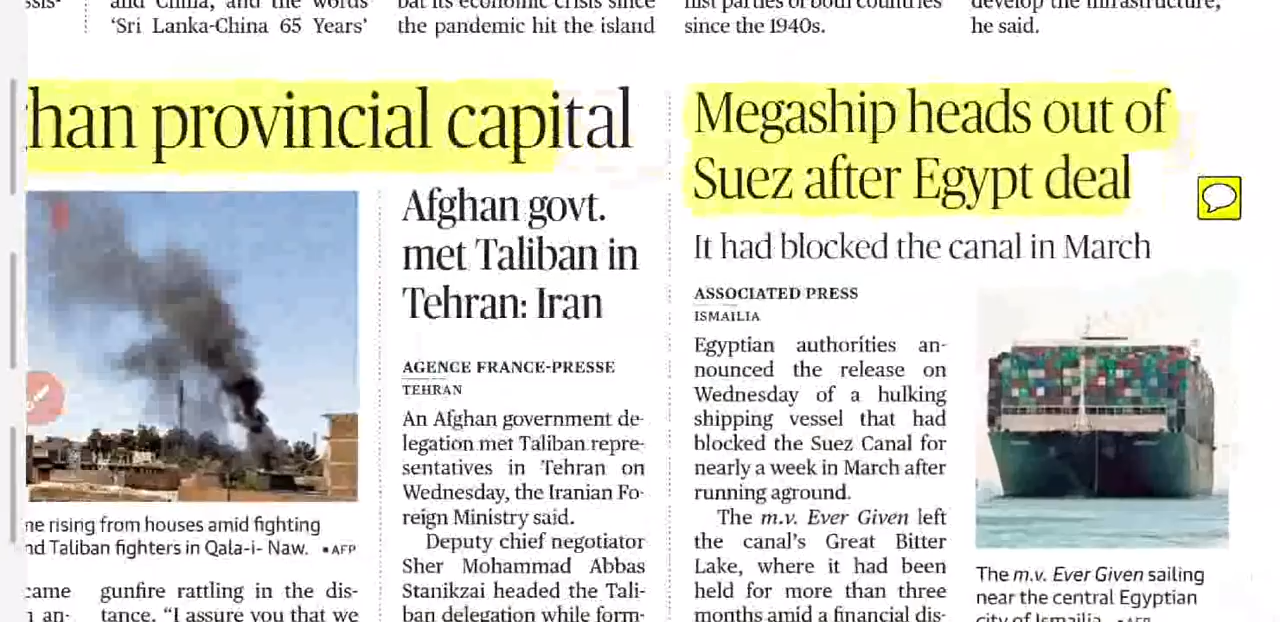 and China, and the words
'Sri Lanka-China 65 Years'
its economic crisis since
the pandemic hit the island
parties of both countries
since the 1940s.
develop the infrastructure,
he said.
han provincial capital
ne rising from houses amid fighting
nd Taliban fighters in Qala-i- Naw. • AFP
came
an-
gunfire rattling in the dis-
tance. “I assure you that we
Afghan govt.
met Taliban in
Tehran: Iran
AGENCE FRANCE-PRESSE
TEHRAN
An Afghan government de-
legation met Taliban repre-
sentatives in Tehran on
Wednesday, the Iranian Fo-
reign Ministry said.
Deputy chief negotiator
Sher Mohammad Abbas
Stanikzai headed the Tali-
ban delegation while form-
Megaship heads out of
Suez after Egypt deal
It had blocked the canal in March
ASSOCIATED PRESS
ISMAILIA
Egyptian authorities an-
nounced the release on
Wednesday of a hulking
shipping vessel that had
blocked the Suez Canal for
nearly a week in March after
running aground.
The m.v. Ever Given left
the canal's Great Bitter
Lake, where it had been
held for more than three
months amid a financial dis-
The m.v. Ever Given sailing
near the central Egyptian
city of Ismailia. • AFP